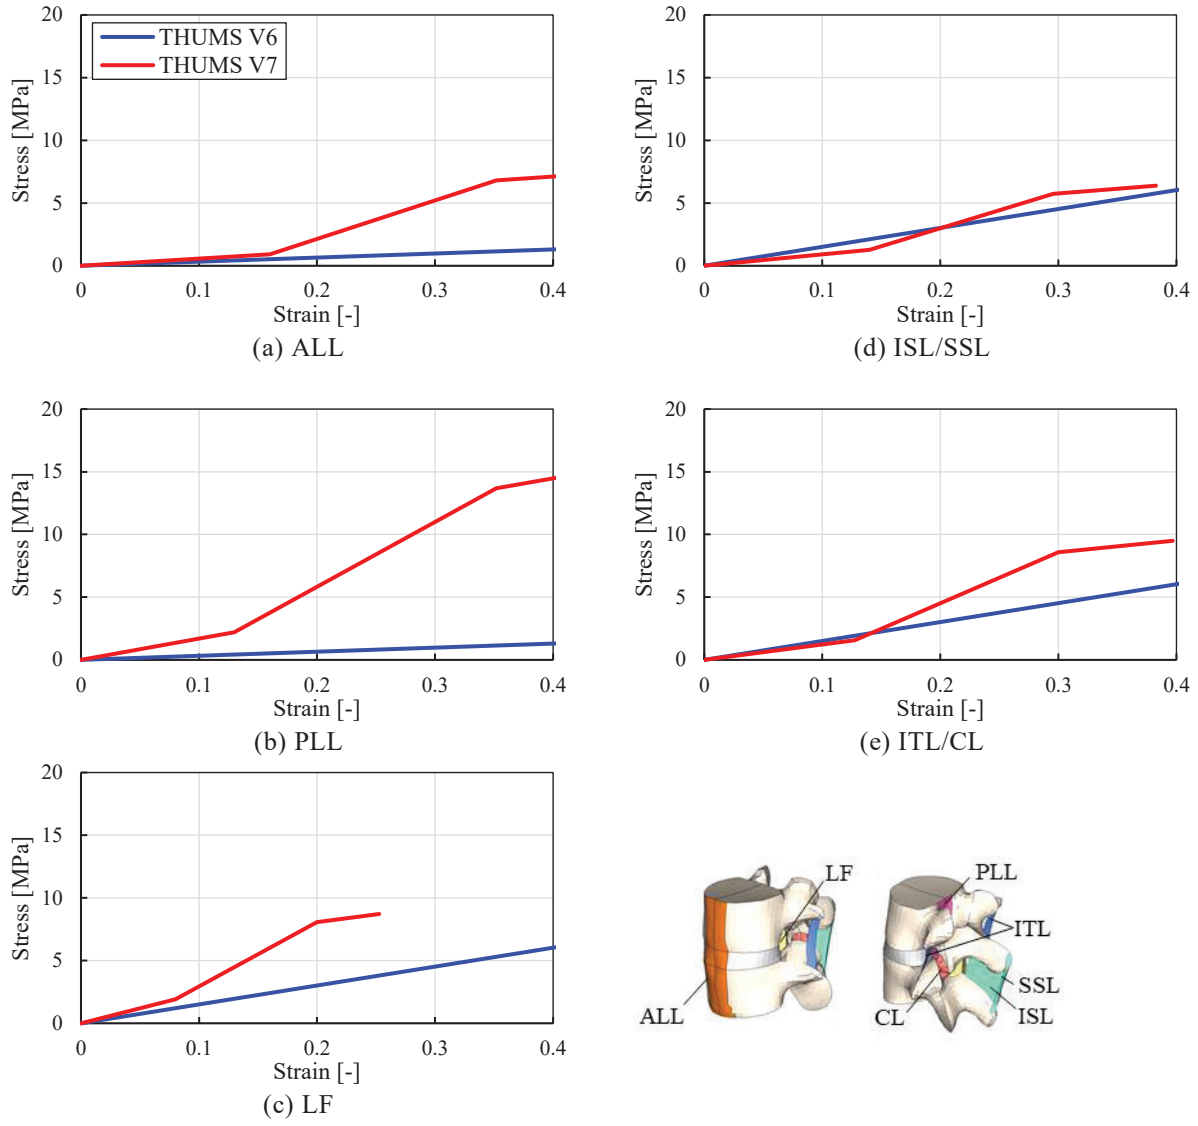 20
15
10
5
0
Stress [MPa]
THUMS V6
THUMS V7
0
0.1
0.2
0.3
0.4
Strain [-]
(a) ALL
20
15
10
5
0
Stress [MPa]
0
0.1
0.2
0.3
0.4
Strain [-]
(d) ISL/SSL
20
15
10
5
0
Stress [MPa]
0
0.1
0.2
0.3
0.4
Strain [-]
(b) PLL
20
15
10
5
0
Stress [MPa]
0
0.1
0.2
0.3
0.4
Strain [-]
(e) ITL/CL
20
15
10
5
0
Stress [MPa]
0
0.1
0.2
0.3
0.4
Strain [-]
(c) LF
LF
ALL
PLL
ITL
SSL
ISL
CL